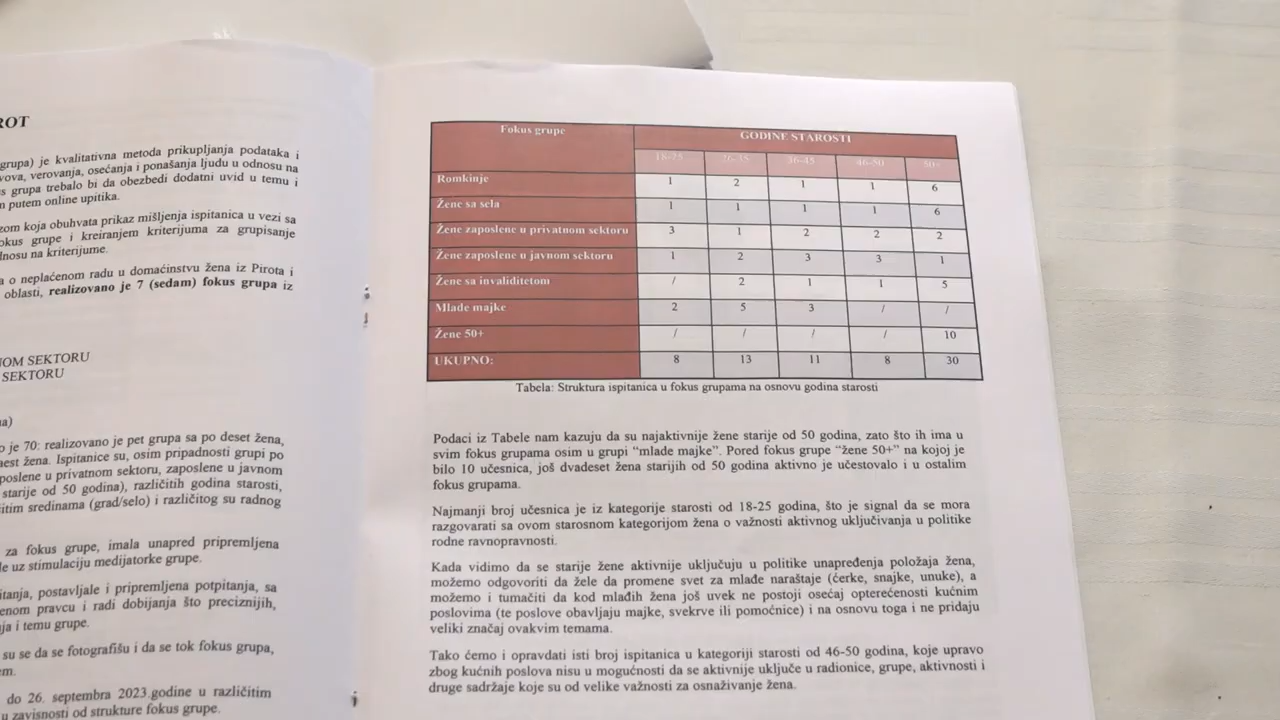 ROT
grupa) je kvalitativna metoda prikupljanja podataka i
vova, verovanja, osećanja i ponašanja ljudu u odnosu na
s grupa trebalo bi da obezbedi dodatni uvid u temu i
n putem online upitika.
zom koja obuhvata prikaz mišljenja ispitanica u vezi sa
okus grupe i kreiranjem kriterijuma za grupisanje
dnosu na kriterijume.
a o neplaćenom radu u domaćinstvu žena iz Pirota i
oblasti, realizovano je 7 (sedam) fokus grupa iz
NOM SEKTORU
SEKTORU
na)
o je 70: realizovano je pet grupa sa po deset žena,
aest žena. Ispitanice su, osim pripadnosti grupi po
poslene u privatnom sektoru, zaposlene u javnom
starije od 50 godina), različitih godina starosti,
itim sredinama (grad/selo) i različitog su radnog
za fokus grupe, imala unapred pripremljena
le uz stimulaciju medijatorke grupe.
itanja, postavljale i pripremljena potpitanja, sa
enom pravcu i radi dobijanja što preciznijih,
ja i temu grupe.
su se da se fotografišu i da se tok fokus grupa,
em.
do 26. septembra 2023.godine u različitim
u zavisnosti od strukture fokus grupe.
Fokus grupe GODINE STAROSTI
18-25 26-35 36-45 46-50 50+
Romkinje 1 2 1 1 6
Žene sa sela 1 1 1 1 6
Žene zaposlene u privatnom sektoru 3 1 2 2 2
Žene zaposlene u javnom sektoru 1 2 3 3 1
Žene sa invaliditetom / 2 1 1 5
Mlade majke 2 5 3 / /
Žene 50+ / / / / 10
UKUPNO: 8 13 11 8 30
Tabela: Struktura ispitanica u fokus grupama na osnovu godina starosti
Podaci iz Tabele nam kazuju da su najaktivnije žene starije od 50 godina, zato što ih ima u
svim fokus grupama osim u grupi “mlade majke”. Pored fokus grupe “žene 50+” na kojoj je
bilo 10 učesnica, još dvadeset žena starijih od 50 godina aktivno je učestovalo i u ostalim
fokus grupama.
Najmanji broj učesnica je iz kategorije starosti od 18-25 godina, što je signal da se mora
razgovarati sa ovom starosnom kategorijom žena o važnosti aktivnog uključivanja u politike
rodne ravnopravnosti.
Kada vidimo da se starije žene aktivnije uključuju u politike unapređenja položaja žena,
možemo odgovoriti da žele da promene svet za mlađe naraštaje (ćerke, snajke, unuke), a
možemo i tumačiti da kod mlađih žena još uvek ne postoji osećaj opterećenosti kućnim
poslovima (te poslove obavljaju majke, svekrve ili pomoćnice) i na osnovu toga i ne pridaju
veliki značaj ovakvim temama.
Tako ćemo i opravdati isti broj ispitanica u kategoriji starosti od 46-50 godina, koje upravo
zbog kućnih poslova nisu u mogućnosti da se aktivnije uključe u radionice, grupe, aktivnosti i
druge sadržaje koje su od velike važnosti za osnaživanje žena.